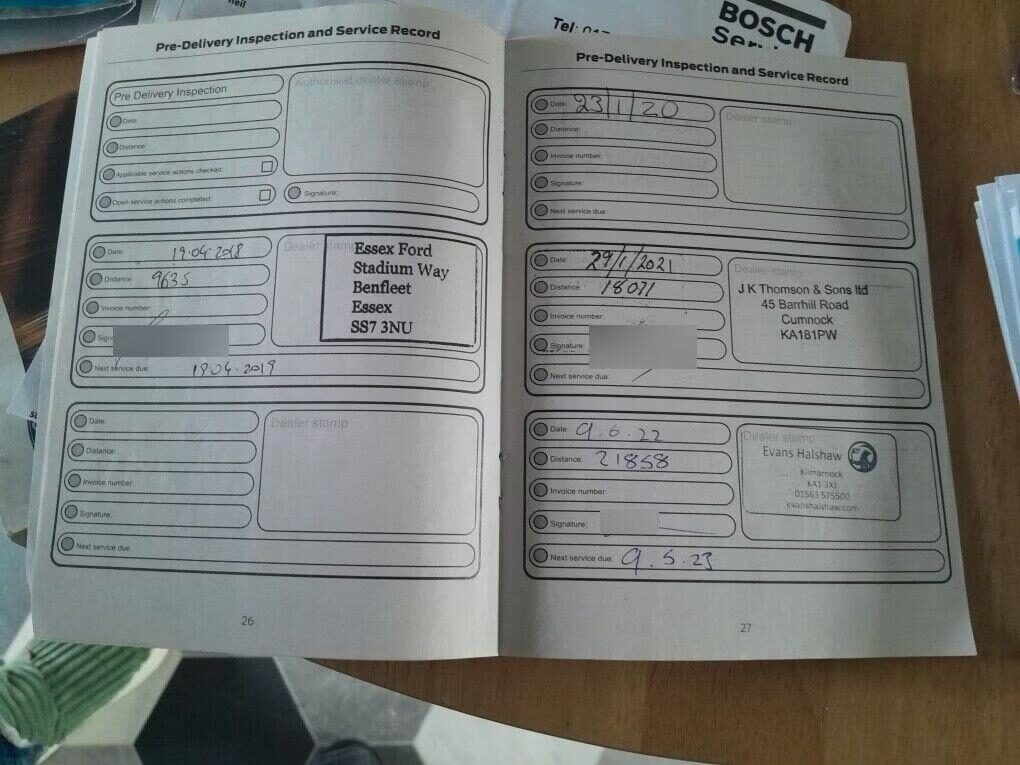 BOSCH
Pre-Delivery Inspection and Service Record
Pre Delivery Inspection
Authorised dealer stamp
Date:
Distance:
Applicable service actions checked:
Open service actions completed:
Signature:
Date: 19.04.2018
Distance: 9635
Invoice number:
Next service due: 19.04.2019
Dealer stamp
Essex Ford
Stadium Way
Benfleet
Essex
SS7 3NU
Date:
Distance:
Invoice number
Signature:
Next service due:
Dealer stamp
26
Pre-Delivery Inspection and Service Record
Date: 23/1/20
Distance:
Invoice number:
Signature:
Next service due:
Dealer stamp
Date: 29/1/2021
Distance: 18071
Invoice number:
Signature:
Next service due:
Dealer stamp
J K Thomson & Sons ltd
45 Barrhill Road
Cumnock
KA181PW
Date: 9.6.22
Distance: 21858
Invoice number
Signature:
Next service due: 9.5.23
Dealer stamp
Evans Halshaw
Kilmarnock
KA1 3XJ
01563 575500
evanshalshaw.com
27